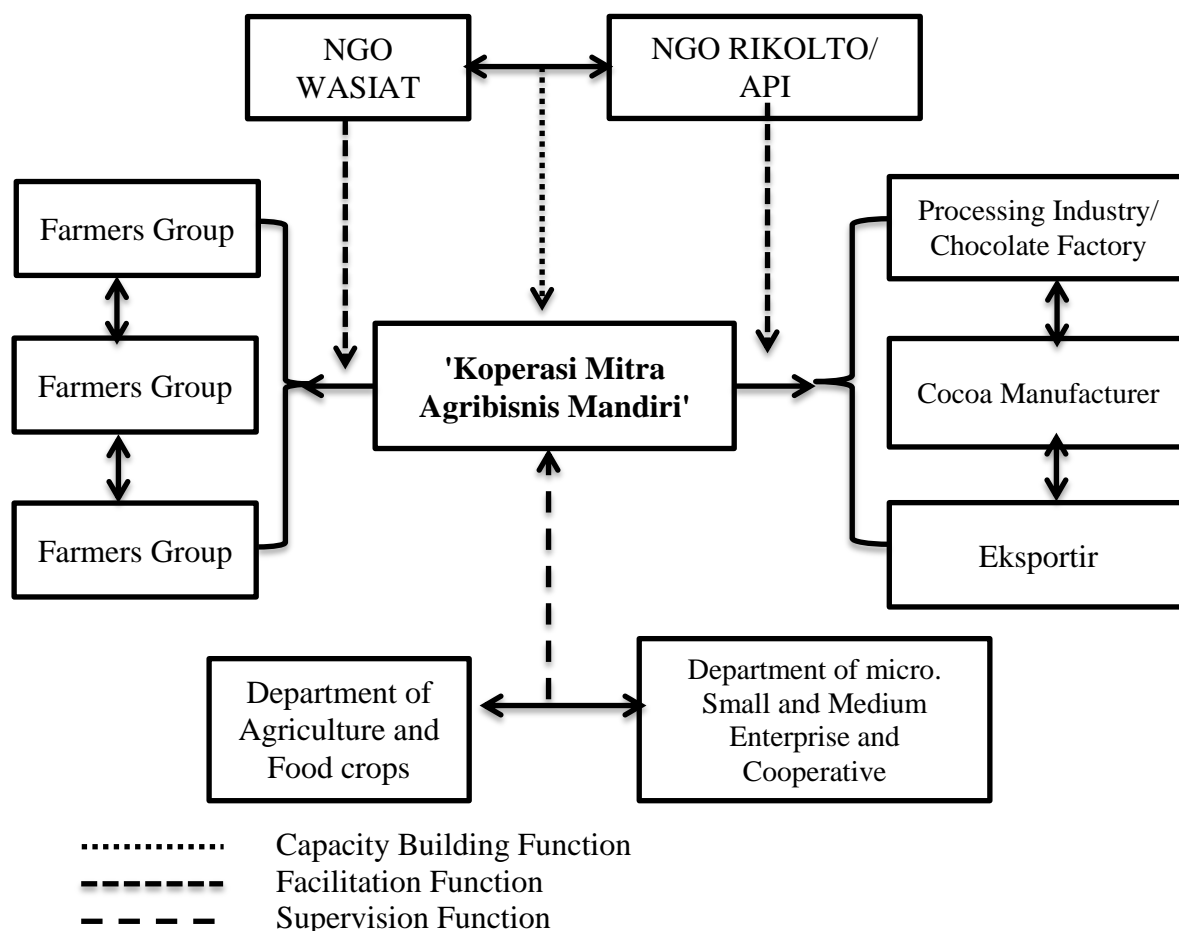 NGO
WASIAT
NGO RIKOLTO/
API
Farmers Group
Farmers Group
Farmers Group
'Koperasi Mitra
Agribisnis Mandiri'
Processing Industry/
Chocolate Factory
Cocoa Manufacturer
Eksportir
Department of
Agriculture and
Food crops
Department of micro.
Small and Medium
Enterprise and
Cooperative
Capacity Building Function
Facilitation Function
Supervision Function